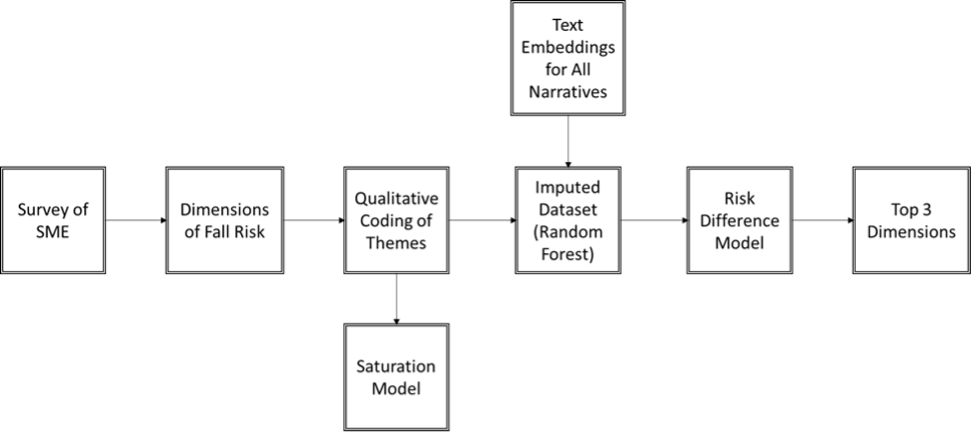 Text
Embeddings
for All
Narratives
Survey of
SME
Dimensions
of Fall Risk
Qualitative
Coding of
Themes
Imputed
Dataset
(Random
Forest)
Risk
Difference
Model
Top 3
Dimensions
Saturation
Model